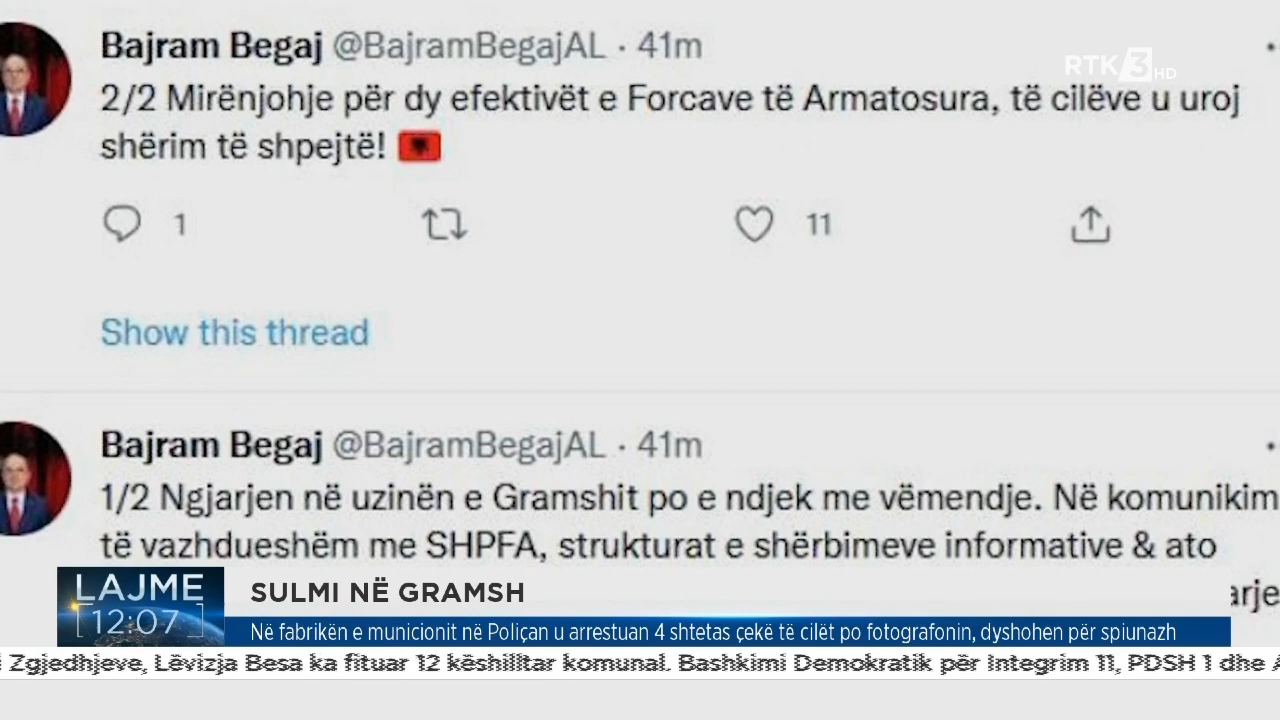 Bajram Begaj @BajramBegajAL · 41m
RTK 3 HD
2/2 Mirënjohje për dy efektivët e Forcave të Armatosura, të cilëve u uroj
shërim të shpejtë!
1 11
Show this thread
Bajram Begaj @BajramBegajAL · 41m
1/2 Ngjarjen në uzinën e Gramshit po e ndjek me vëmendje. Në komunikim
të vazhdueshëm me SHPFA, strukturat e shërbimeve informative & ato
arje
LAJME
12:07
SULMI NË GRAMSH
Në fabrikën e municionit në Poliçan u arrestuan 4 shtetas çekë të cilët po fotografonin, dyshohen për spiunazh
i Zgjedhjeve, Lëvizja Besa ka fituar 12 këshilltar komunal. Bashkimi Demokratik për Integrim 11, PDSH 1 dhe A